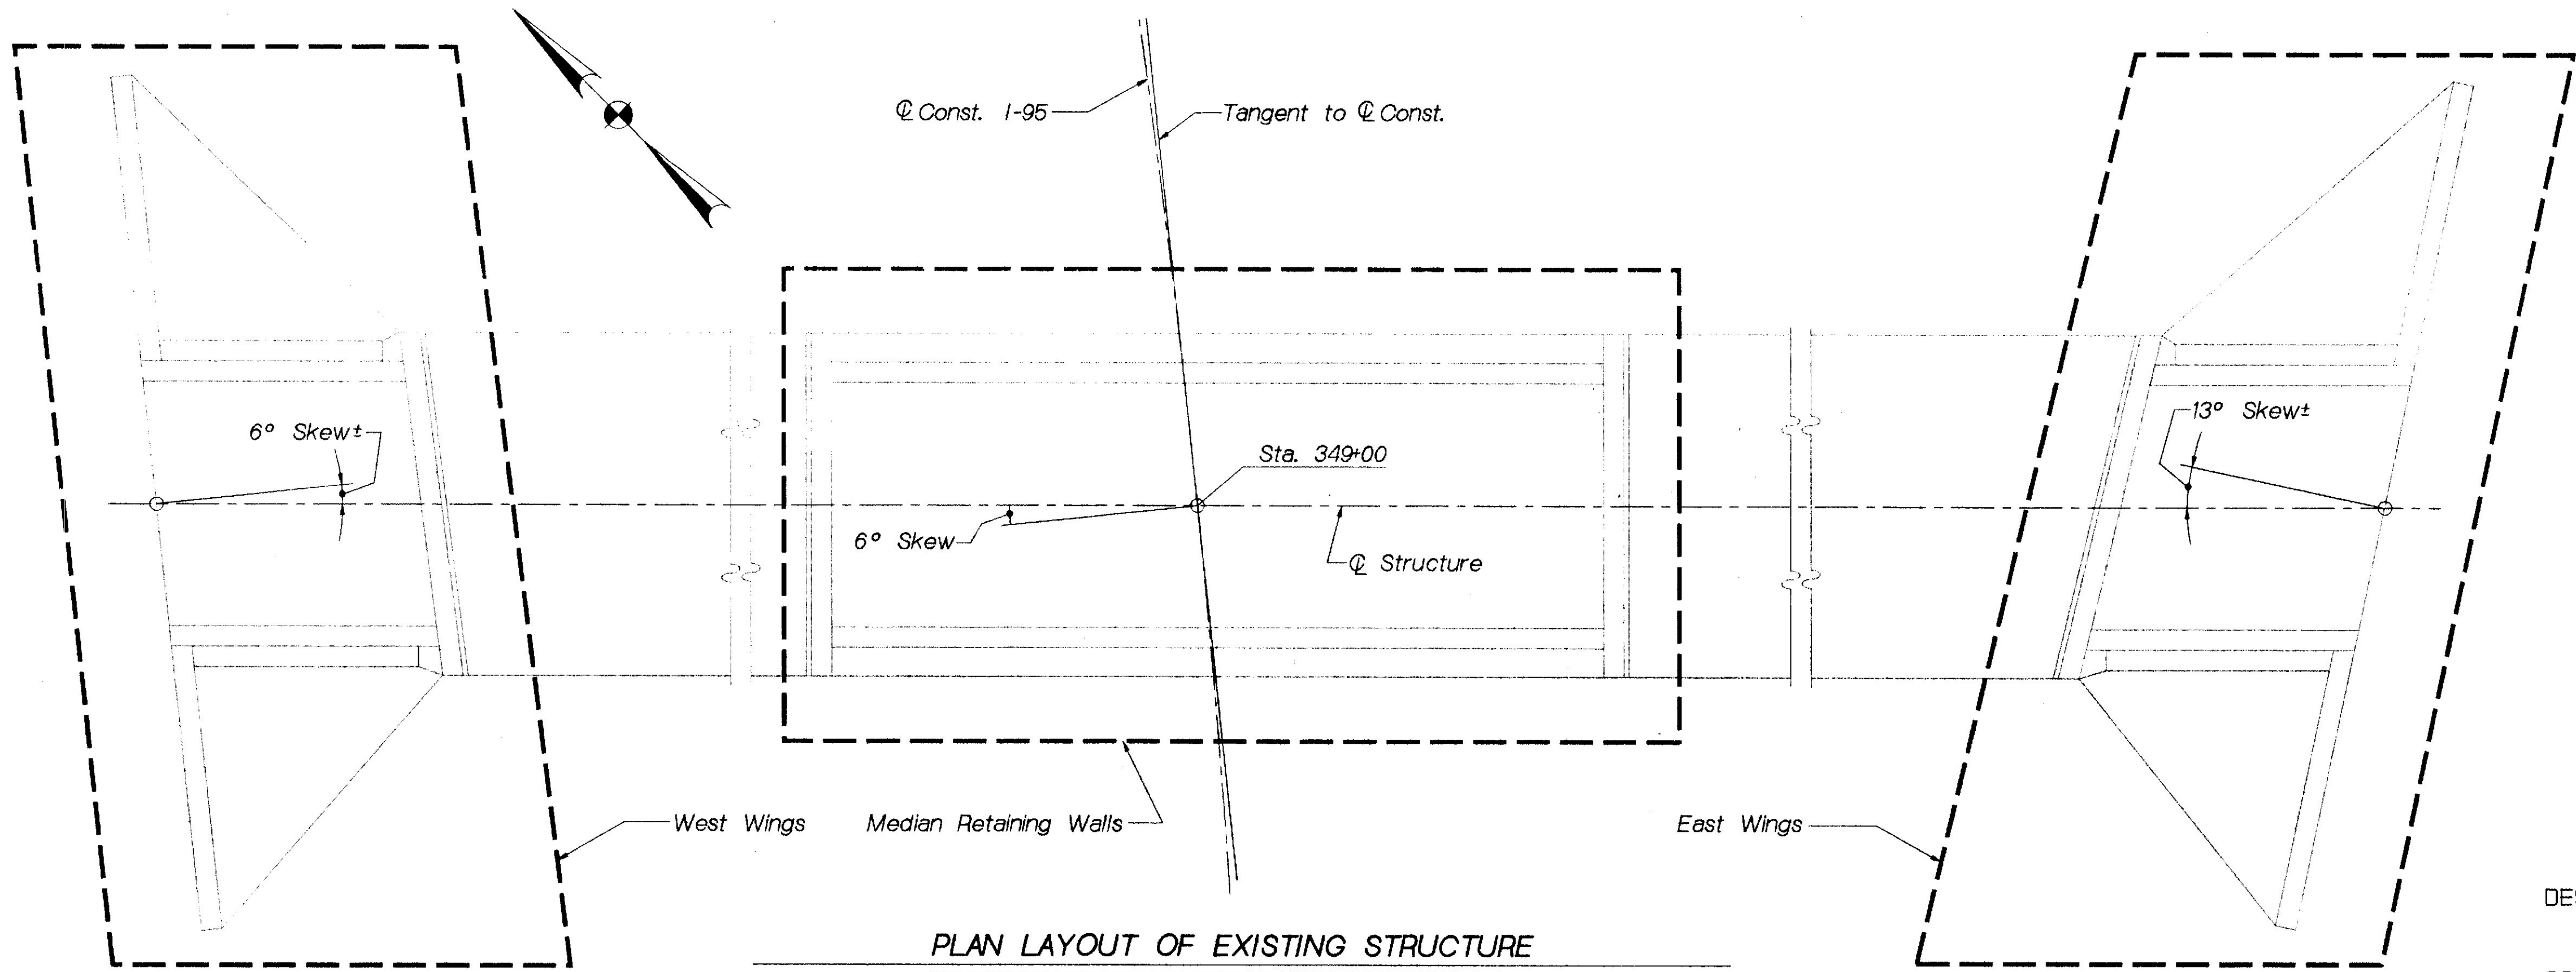 ℄ Const. I-95
Tangent to ℄ Const.
6° Skew±
13° Skew±
Sta. 349+00
6° Skew
℄ Structure
West Wings
Median Retaining Walls
East Wings
PLAN LAYOUT OF EXISTING STRUCTURE